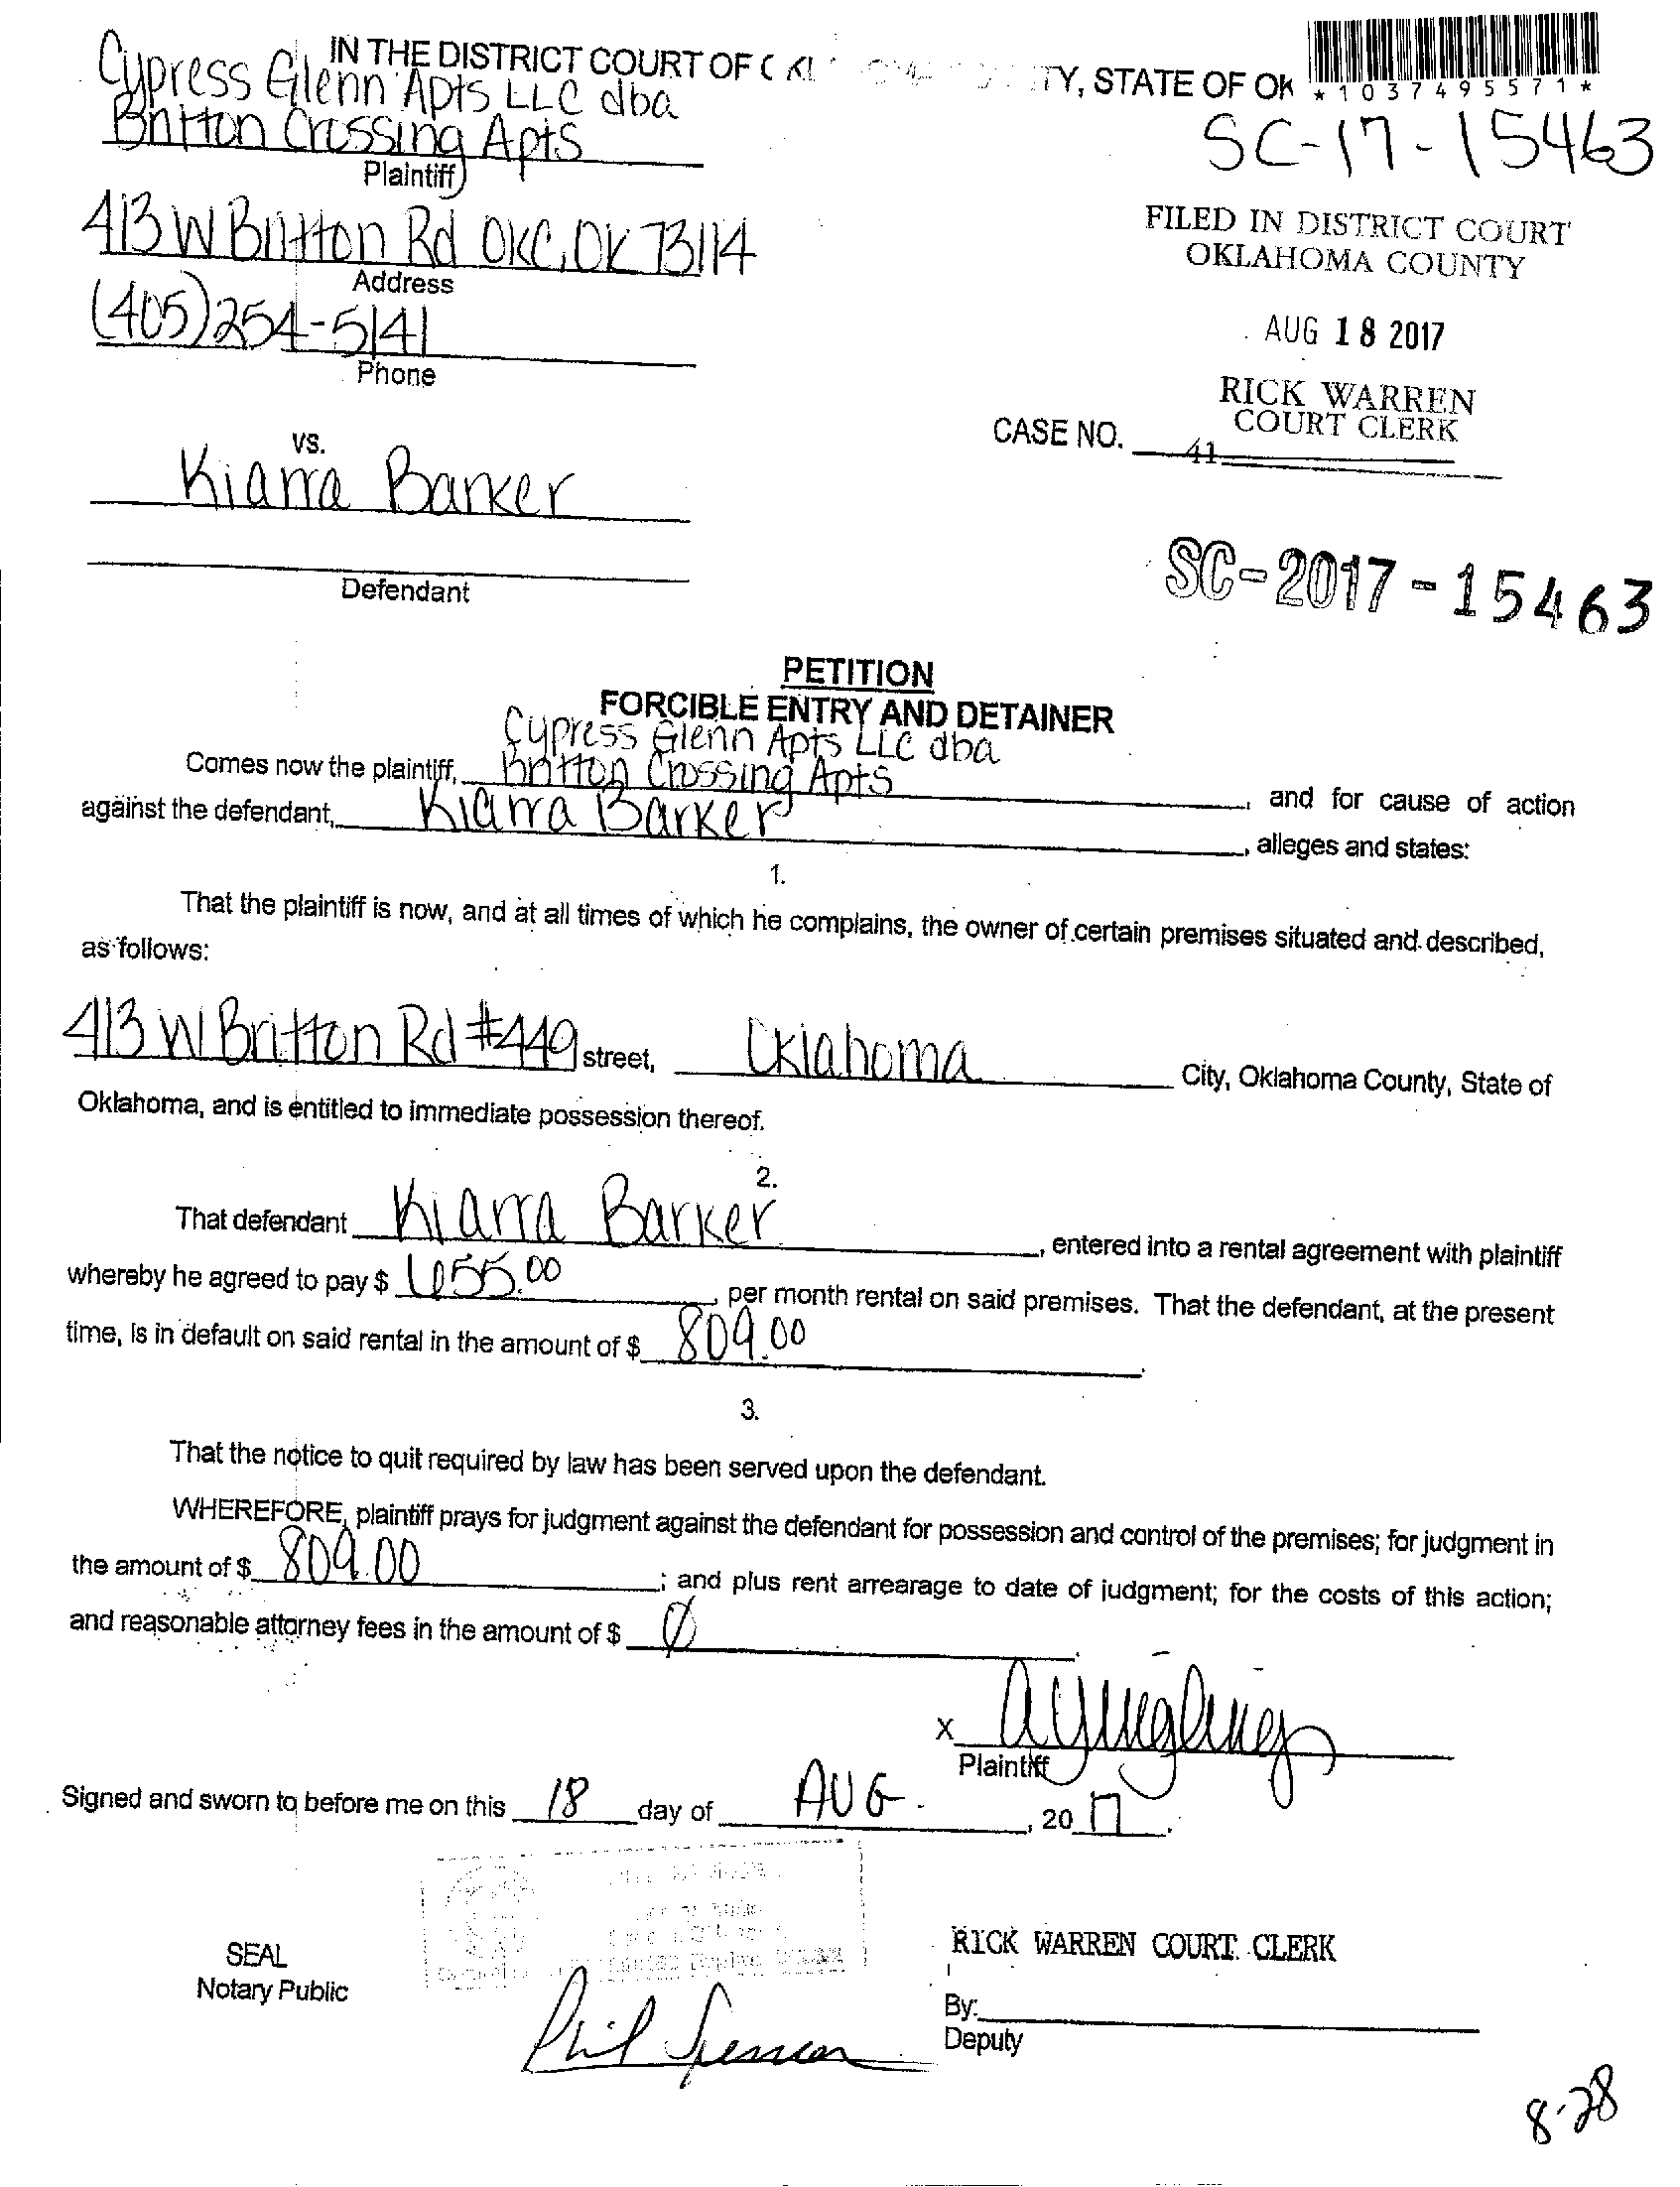 IN THE DISTRICT COURT OF TY, STATE OF OK
*1037495571*
Cypress Glenn Apts LLC dba
Britton Crossing Apts
Plaintiff
SC-17-15463
413 W Britton Rd OKC, OK 73114
Address
FILED IN DISTRICT COURT
OKLAHOMA COUNTY
(405)254-5141
Phone
AUG 18 2017
RICK WARREN
COURT CLERK
CASE NO.
41
VS.
Kiarra Barker
Defendant
SC-2017-15463
PETITION
FORCIBLE ENTRY AND DETAINER
Cypress Glenn Apts LLC dba
Comes now the plaintiff, Britton Crossing Apts, and for cause of action
against the defendant, Kiarra Barker, alleges and states:
1.
That the plaintiff is now, and at all times of which he complains, the owner of certain premises situated and described,
as follows:
413 W Britton Rd #449 street, Oklahoma City, Oklahoma County, State of
Oklahoma, and is entitled to immediate possession thereof.
2.
That defendant Kiarra Barker, entered into a rental agreement with plaintiff
whereby he agreed to pay $ 655.00, per month rental on said premises. That the defendant, at the present
time, is in default on said rental in the amount of $ 809.00.
3.
That the notice to quit required by law has been served upon the defendant.
WHEREFORE, plaintiff prays for judgment against the defendant for possession and control of the premises; for judgment in
the amount of $ 809.00; and plus rent arrearage to date of judgment; for the costs of this action;
and reasonable attorney fees in the amount of $ Ø.
X
Plaintiff
Signed and sworn to before me on this 18 day of AUG., 2017.
SEAL
Notary Public
Phil Spencer
RICK WARREN COURT CLERK
By:
Deputy
8-28